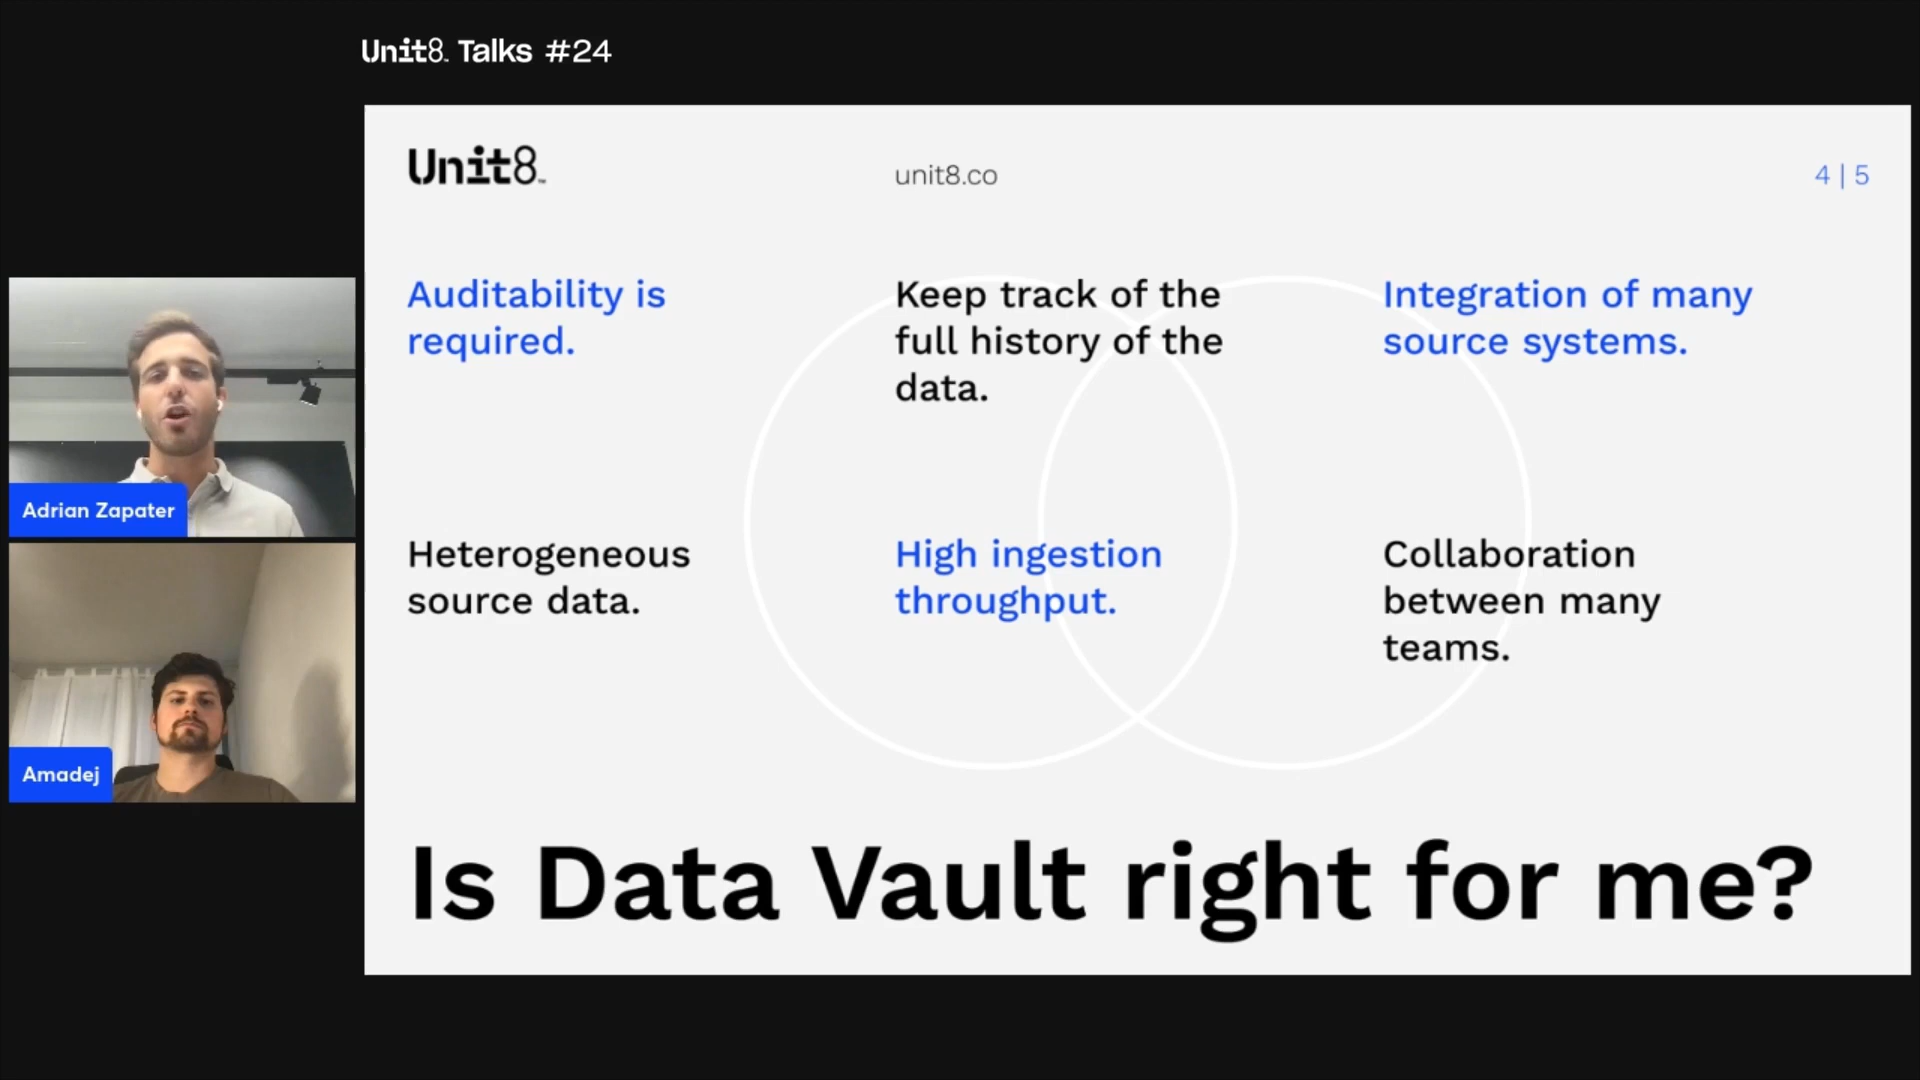 Unit8 Talks #24
Unit8
unit8.co
4 | 5
Auditability is
required.
Keep track of the
full history of the
data.
Integration of many
source systems.
Heterogeneous
source data.
High ingestion
throughput.
Collaboration
between many
teams.
Is Data Vault right for me?
Adrian Zapater
Amadej